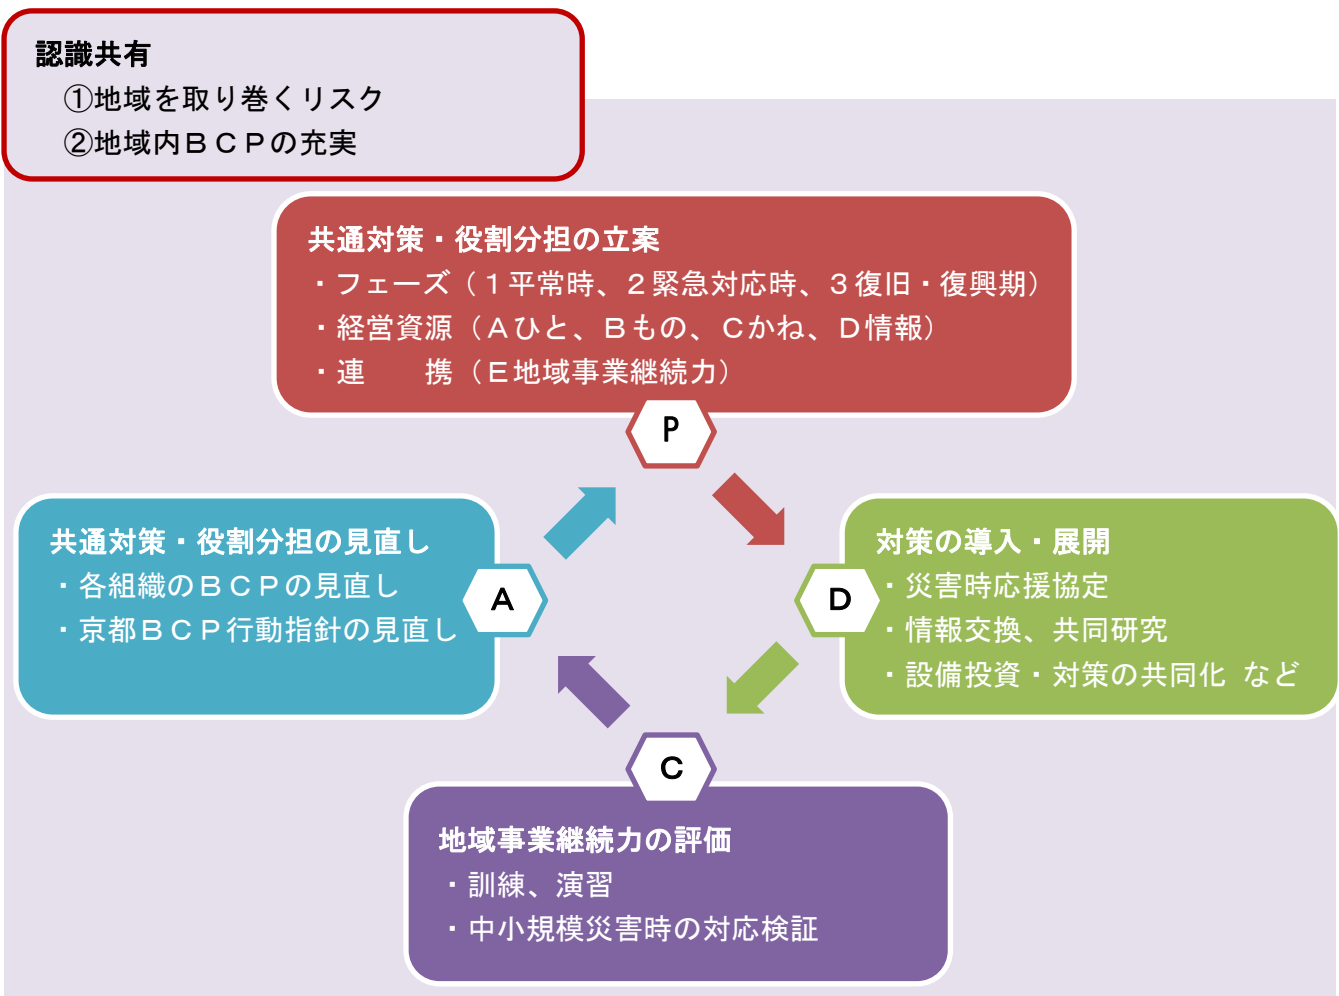 認識共有
①地域を取り巻くリスク
②地域内ＢＣＰの充実
共通対策・役割分担の立案
・フェーズ（１平常時、２緊急対応時、３復旧・復興期）
・経営資源（Ａひと、Ｂもの、Ｃかね、Ｄ情報）
・連　　携（Ｅ地域事業継続力）
P
共通対策・役割分担の見直し
・各組織のＢＣＰの見直し
・京都ＢＣＰ行動指針の見直し
A
D
対策の導入・展開
・災害時応援協定
・情報交換、共同研究
・設備投資・対策の共同化 など
C
地域事業継続力の評価
・訓練、演習
・中小規模災害時の対応検証